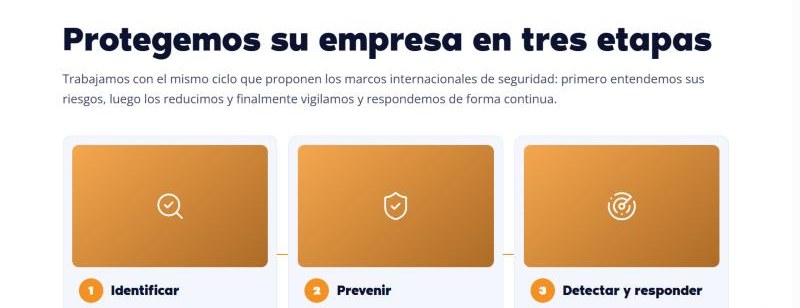 Protegemos su empresa en tres etapas
Trabajamos con el mismo ciclo que proponen los marcos internacionales de seguridad: primero entendemos sus
riesgos, luego los reducimos y finalmente vigilamos y respondemos de forma continua.
1 Identificar
2 Prevenir
3 Detectar y responder